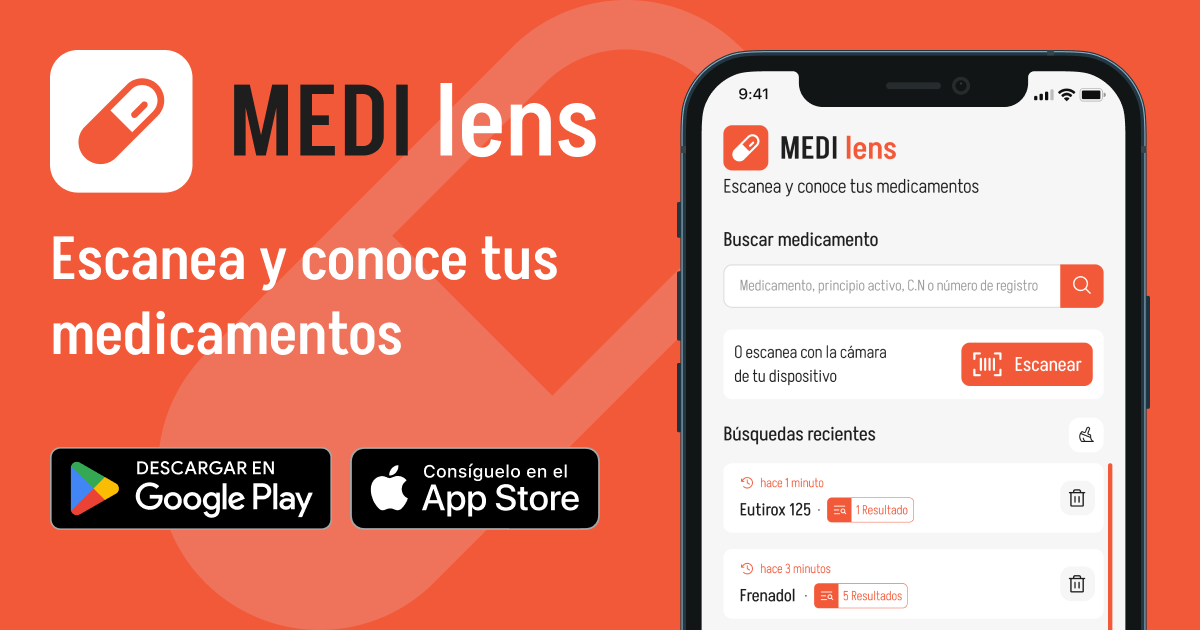 MEDI lens
Escanea y conoce tus
medicamentos
DESCARGAR EN
Google Play
Consíguelo en el
App Store
9:41
MEDI lens
Escanea y conoce tus medicamentos
Buscar medicamento
Medicamento, principio activo, C.N o número de registro
O escanea con la cámara
de tu dispositivo
Escanear
Búsquedas recientes
hace 1 minuto
Eutirox 125 · 1 Resultado
hace 3 minutos
Frenadol · 5 Resultados